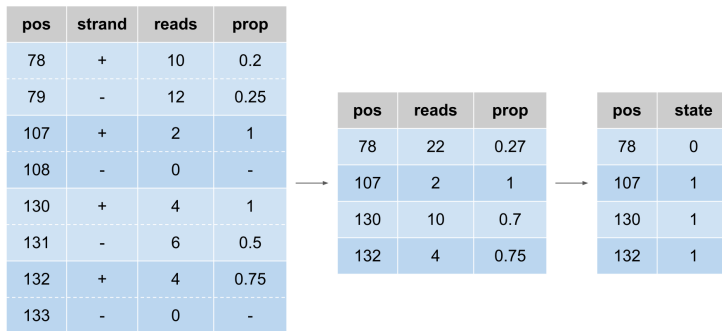 pos strand reads prop
78 + 10 0.2
79 - 12 0.25
107 + 2 1
108 - 0 -
130 + 4 1
131 - 6 0.5
132 + 4 0.75
133 - 0 -
pos reads prop
78 22 0.27
107 2 1
130 10 0.7
132 4 0.75
pos state
78 0
107 1
130 1
132 1